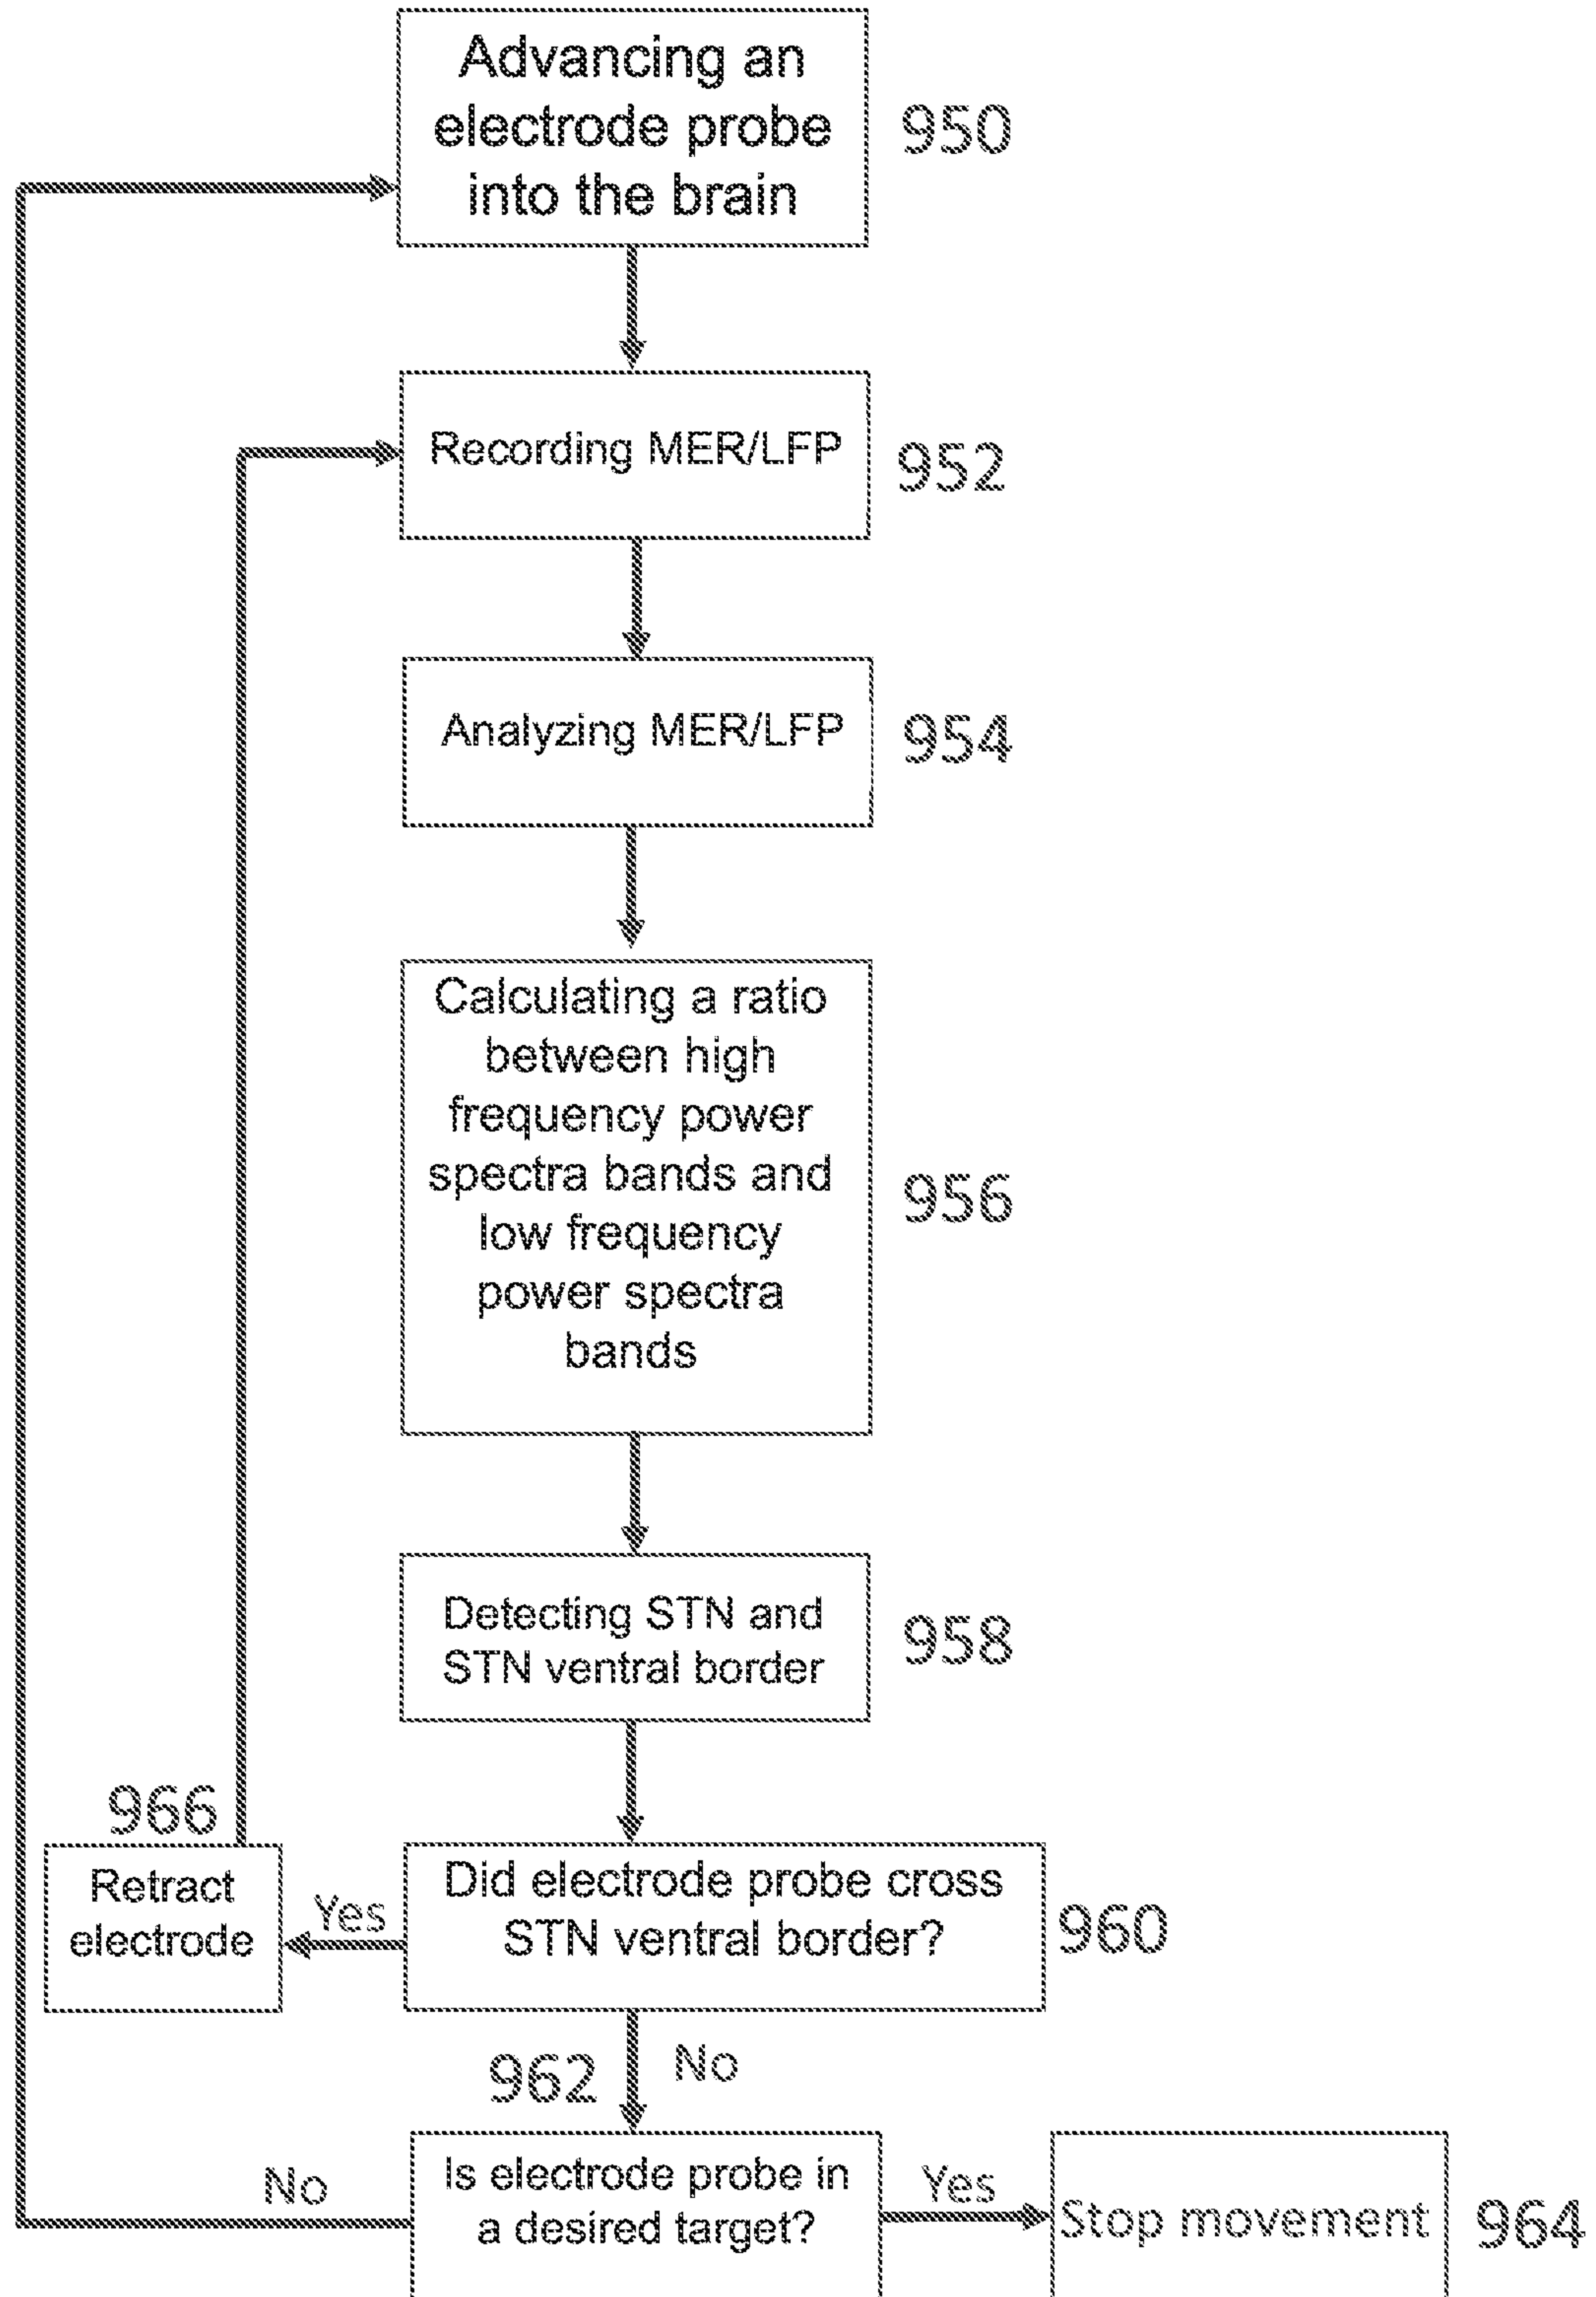 Advancing an
electrode probe
into the brain
950
Recording MER/LFP
952
Analyzing MER/LFP
954
Calculating a ratio
between high
frequency power
spectra bands and
low frequency
power spectra
bands
956
Detecting STN and
STN ventral border
958
966
Retract
electrode
Yes
Did electrode probe cross
STN ventral border?
960
962
No
No
Is electrode probe in
a desired target?
Yes
Stop movement
964